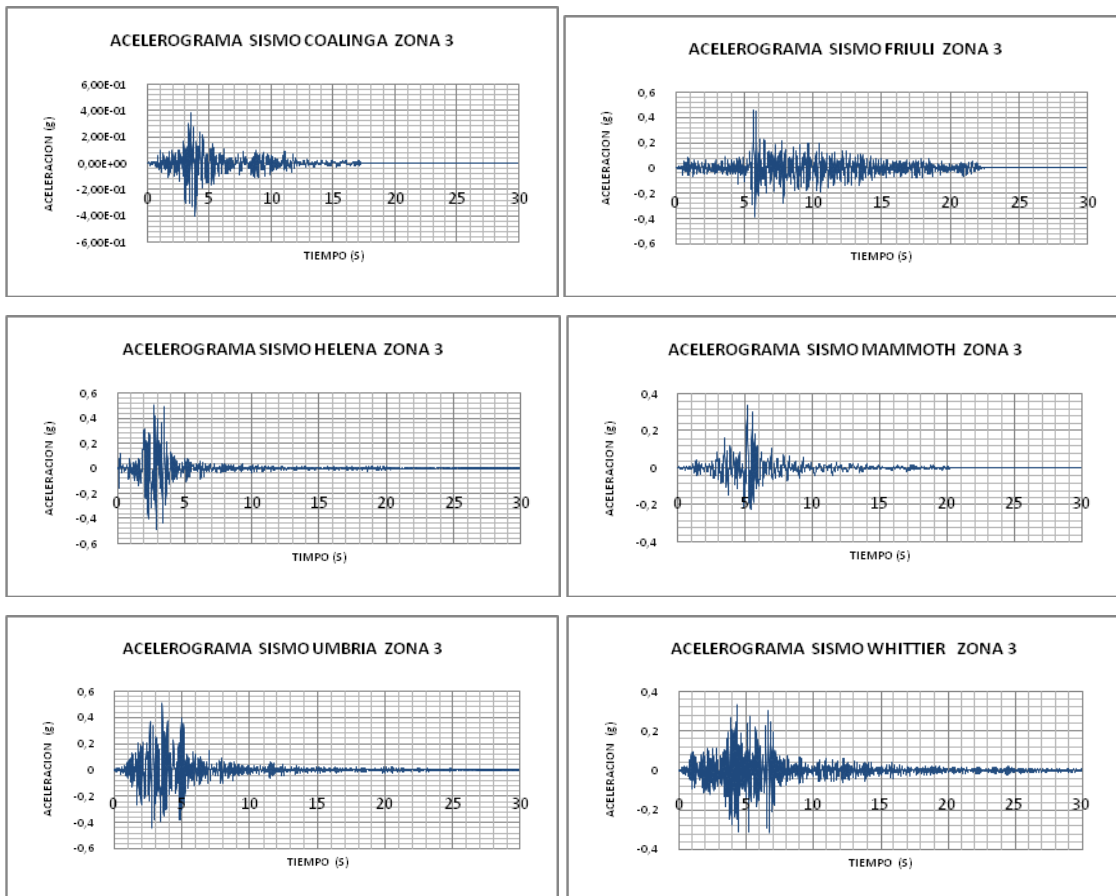 ACELEROGRAMA SISMO COALINGA ZONA 3
ACELERACION (g)
6,00E-01
4,00E-01
2,00E-01
0,00E+00
-2,00E-01
-4,00E-01
-6,00E-01
0 5 10 15 20 25 30
TIEMPO (S)
ACELEROGRAMA SISMO FRIULI ZONA 3
ACELERACION (g)
0,6
0,4
0,2
0
-0,2
-0,4
-0,6
0 5 10 15 20 25 30
TIEMPO (S)
ACELEROGRAMA SISMO HELENA ZONA 3
ACELERACION (g)
0,6
0,4
0,2
0
-0,2
-0,4
-0,6
0 5 10 15 20 25 30
TIMPO (S)
ACELEROGRAMA SISMO MAMMOTH ZONA 3
ACELERACION (g)
0,4
0,2
0
-0,2
-0,4
0 5 10 15 20 25 30
TIEMPO (S)
ACELEROGRAMA SISMO UMBRIA ZONA 3
ACELERACION (g)
0,6
0,4
0,2
0
-0,2
-0,4
-0,6
0 5 10 15 20 25 30
TIEMPO (S)
ACELEROGRAMA SISMO WHITTIER ZONA 3
ACELERACION (g)
0,4
0,2
0
-0,2
-0,4
0 5 10 15 20 25 30
TIEMPO (S)